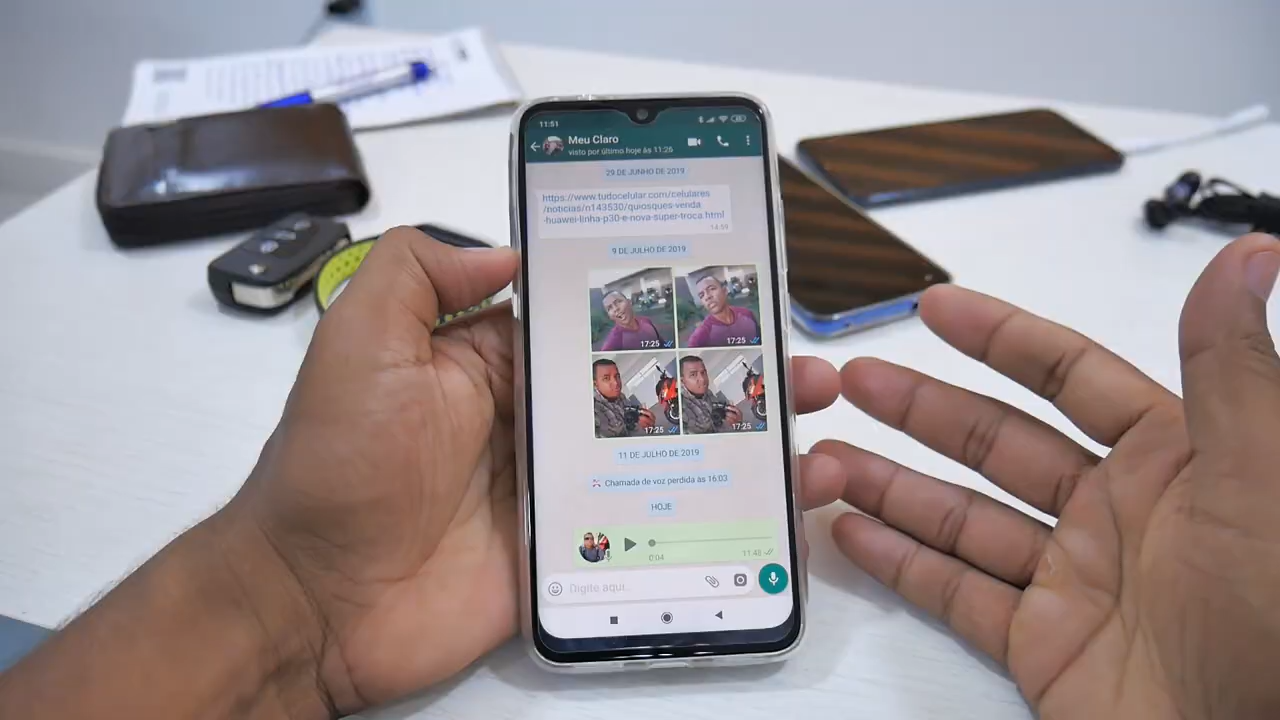 11:51
Meu Claro
visto por último hoje às 11:26
29 DE JUNHO DE 2019
https://www.tudocelular.com/celulares
/noticias/n143530/quiosques-venda
-huawei-linha-p30-e-nova-super-troca.html
14:59
9 DE JULHO DE 2019
17:25
17:25
17:25
17:25
11 DE JULHO DE 2019
Chamada de voz perdida às 16:03
HOJE
0:04
11:48
Digite aqui...